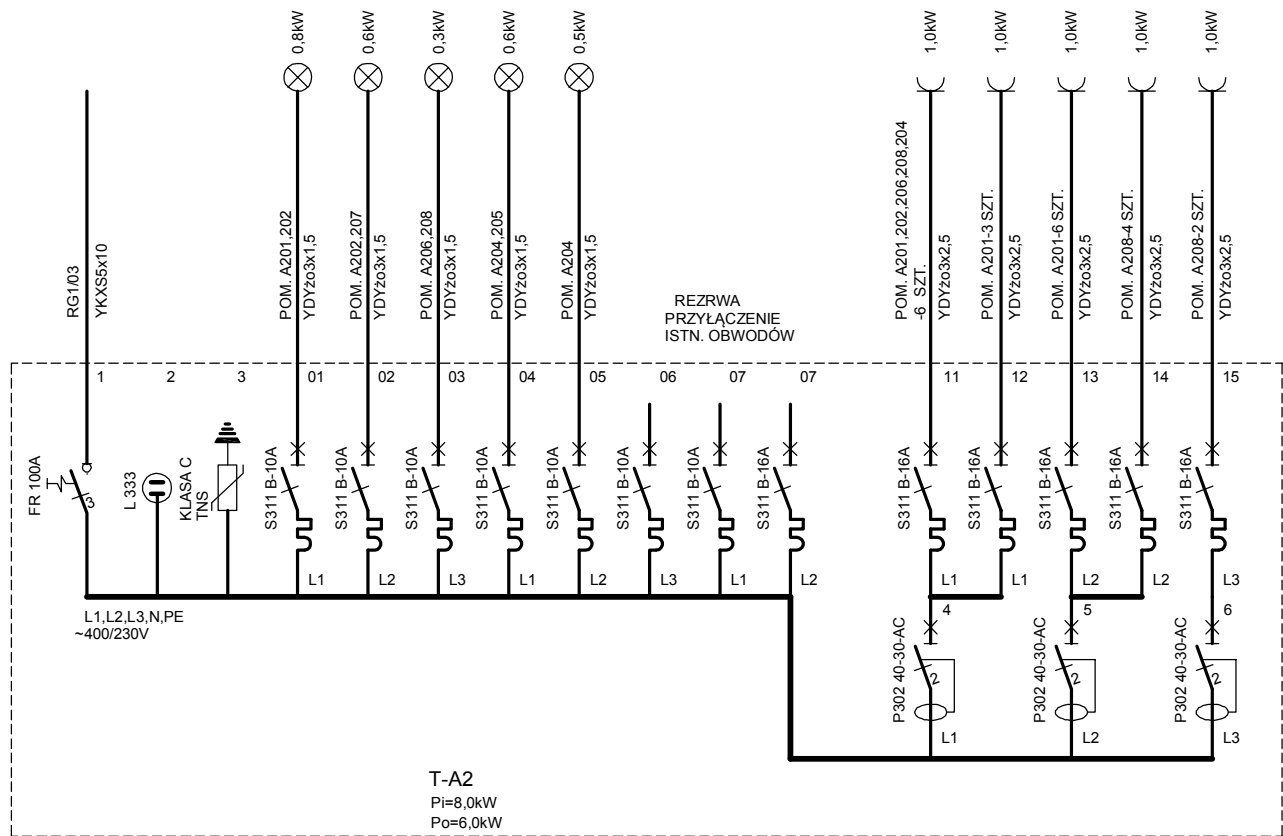 0,8kW
0,6kW
0,3kW
0,6kW
0,5kW
1,0kW
1,0kW
1,0kW
1,0kW
1,0kW
RG1/03
YKXS5x10
POM. A201,202
YDYżo3x1,5
POM. A202,207
YDYżo3x1,5
POM. A206,208
YDYżo3x1,5
POM. A204,205
YDYżo3x1,5
POM. A204
YDYżo3x1,5
REZRWA
PRZYŁĄCZENIE
ISTN. OBWODÓW
POM. A201,202,206,208,204
-6 SZT.
YDYżo3x2,5
POM. A201-3 SZT.
YDYżo3x2,5
POM. A201-6 SZT.
YDYżo3x2,5
POM. A208-4 SZT.
YDYżo3x2,5
POM. A208-2 SZT.
YDYżo3x2,5
1
2
3
01
02
03
04
05
06
07
07
11
12
13
14
15
FR 100A
3
L 333
KLASA C
TNS
S311 B-10A
S311 B-10A
S311 B-10A
S311 B-10A
S311 B-10A
S311 B-10A
S311 B-10A
S311 B-16A
S311 B-16A
S311 B-16A
S311 B-16A
S311 B-16A
S311 B-16A
L1
L2
L3
L1
L2
L3
L1
L2
L1
L1
L2
L2
L3
L1,L2,L3,N,PE
~400/230V
4
5
6
P302 40-30-AC
2
P302 40-30-AC
2
P302 40-30-AC
2
L1
L2
L3
T-A2
Pi=8,0kW
Po=6,0kW